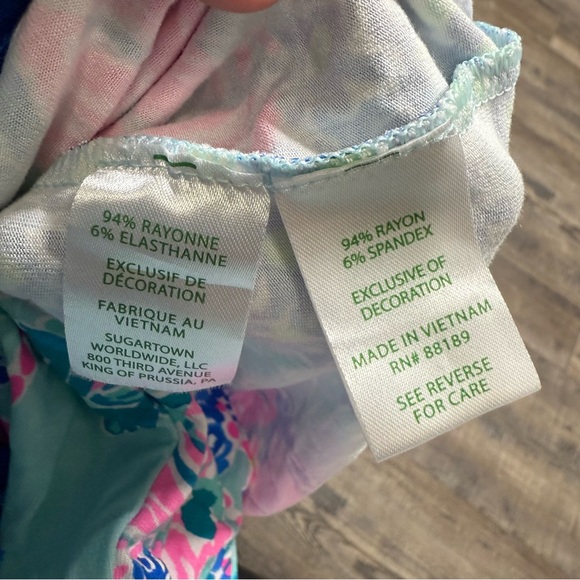 94% RAYONNE
6% ELASTHANNE
EXCLUSIF DE
DÉCORATION
FABRIQUE AU
VIETNAM
SUGARTOWN
WORLDWIDE, LLC
800 THIRD AVENUE
KING OF PRUSSIA, PA
94% RAYON
6% SPANDEX
EXCLUSIVE OF
DECORATION
MADE IN VIETNAM
RN# 88189
SEE REVERSE
FOR CARE